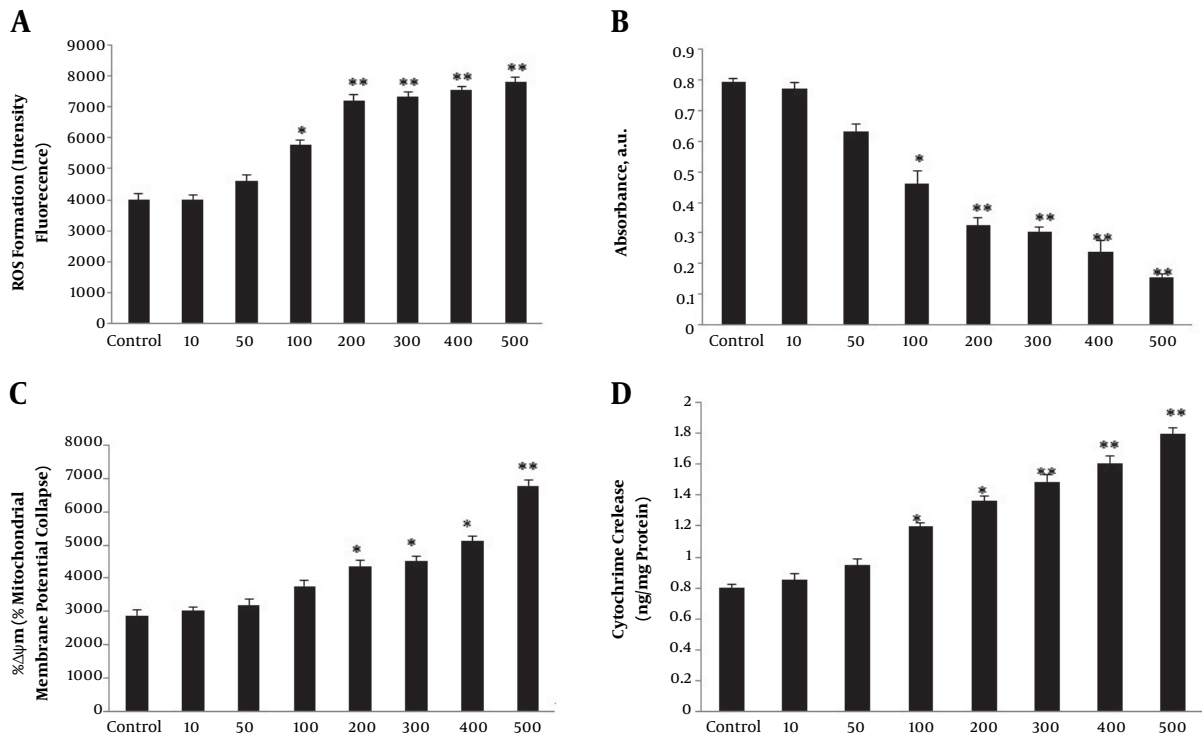 A
ROS Formation (Intensity
Fluorecence)
9000
8000
7000
6000
5000
4000
3000
2000
1000
0
* ** ** ** **
Control 10 50 100 200 300 400 500
B
Absorbance, a.u.
0.9
0.8
0.7
0.6
0.5
0.4
0.3
0.2
0.1
0
* ** ** ** **
Control 10 50 100 200 300 400 500
C
%Δψm (% Mitochondrial
Membrane Potential Collapse)
8000
7000
6000
5000
4000
3000
2000
1000
0
* * * **
Control 10 50 100 200 300 400 500
D
Cytochrime Crelease
(ng/mg Protein)
2
1.8
1.6
1.4
1.2
1
0.8
0.6
0.4
0.2
0
* * ** ** **
Control 10 50 100 200 300 400 500